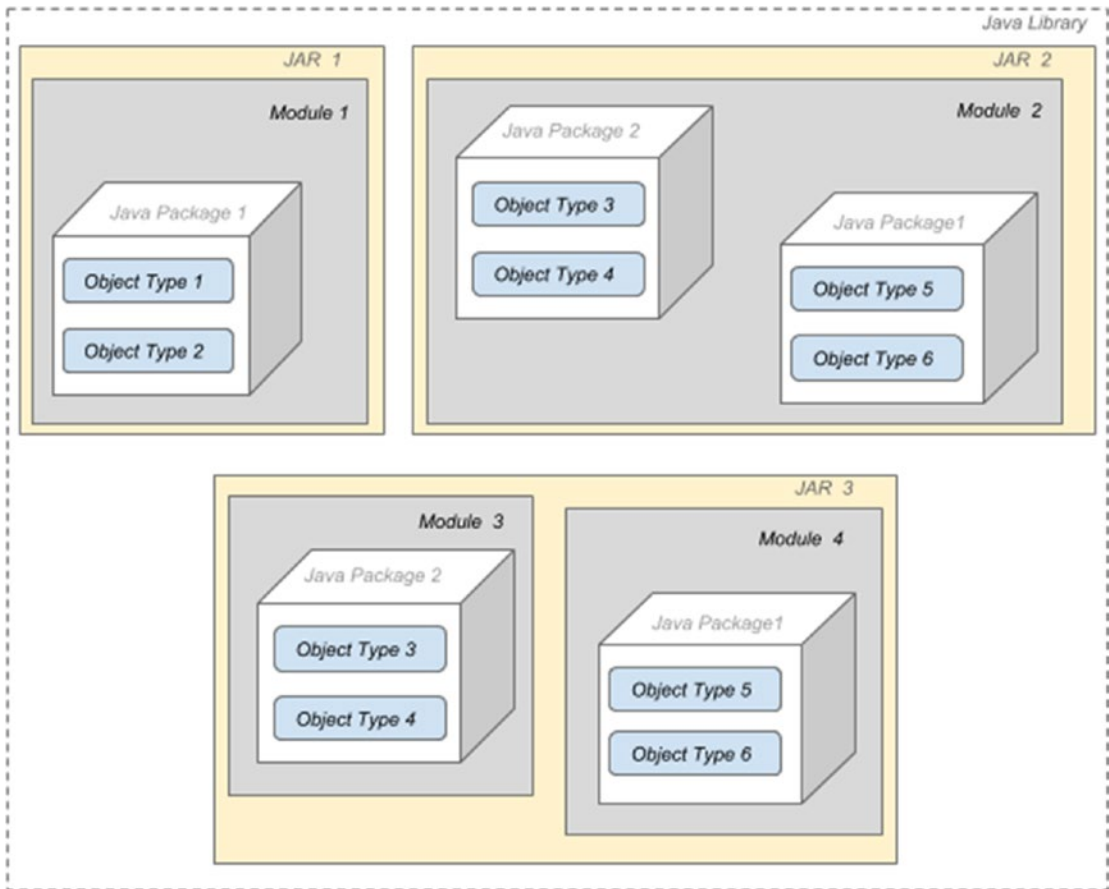 Java Library
JAR 1
Module 1
Java Package 1
Object Type 1
Object Type 2
JAR 2
Module 2
Java Package 2
Object Type 3
Object Type 4
Java Package1
Object Type 5
Object Type 6
JAR 3
Module 3
Java Package 2
Object Type 3
Object Type 4
Module 4
Java Package1
Object Type 5
Object Type 6